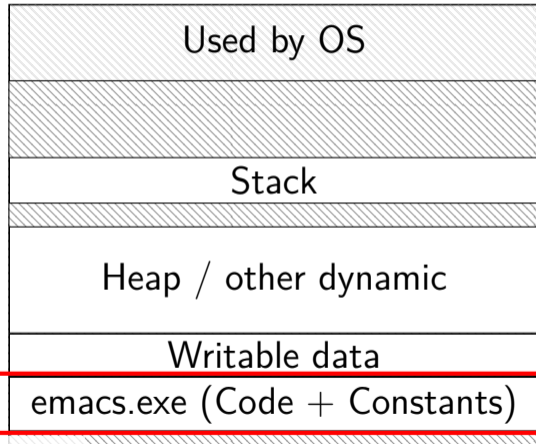 Used by OS
Stack
Heap / other dynamic
Writable data
emacs.exe (Code + Constants)